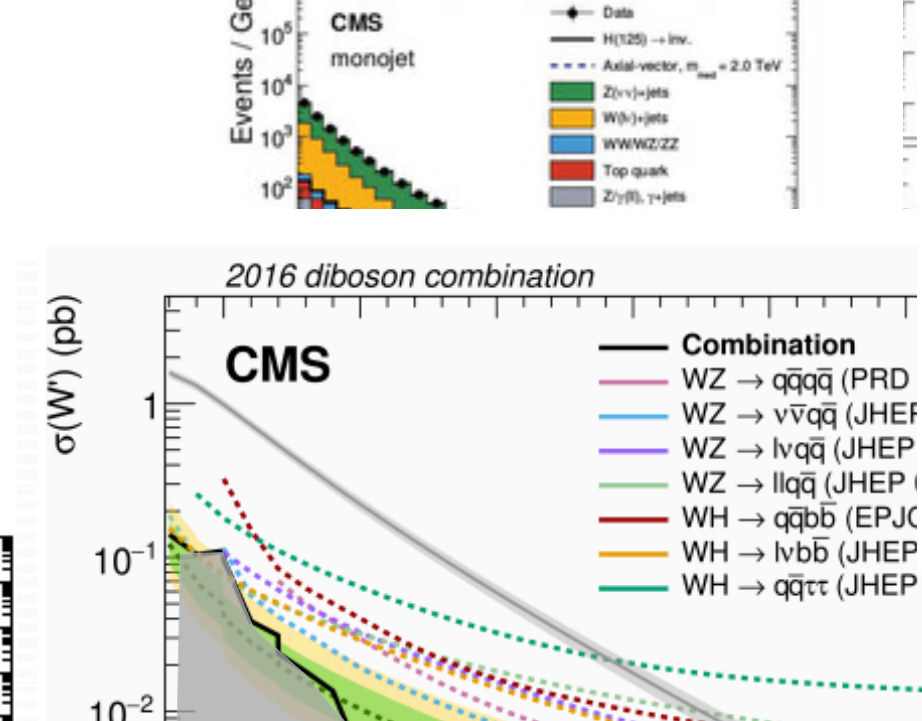 Events / Ge
10⁵
10⁴
10³
10²
CMS
monojet
Data
H(125) → inv.
Axial-vector, m_med = 2.0 TeV
Z(νν)+jets
W(lν)+jets
WW/WZ/ZZ
Top quark
Z/γ(ll), γ+jets
2016 diboson combination
σ(W') (pb)
1
10⁻¹
10⁻²
CMS
Combination
WZ → qq̅qq̅ (PRD
WZ → νν̅qq̅ (JHEP
WZ → lνqq̅ (JHEP
WZ → llqq̅ (JHEP (
WH → qq̅bb̅ (EPJC
WH → lνbb̅ (JHEP
WH → qq̅ττ (JHEP